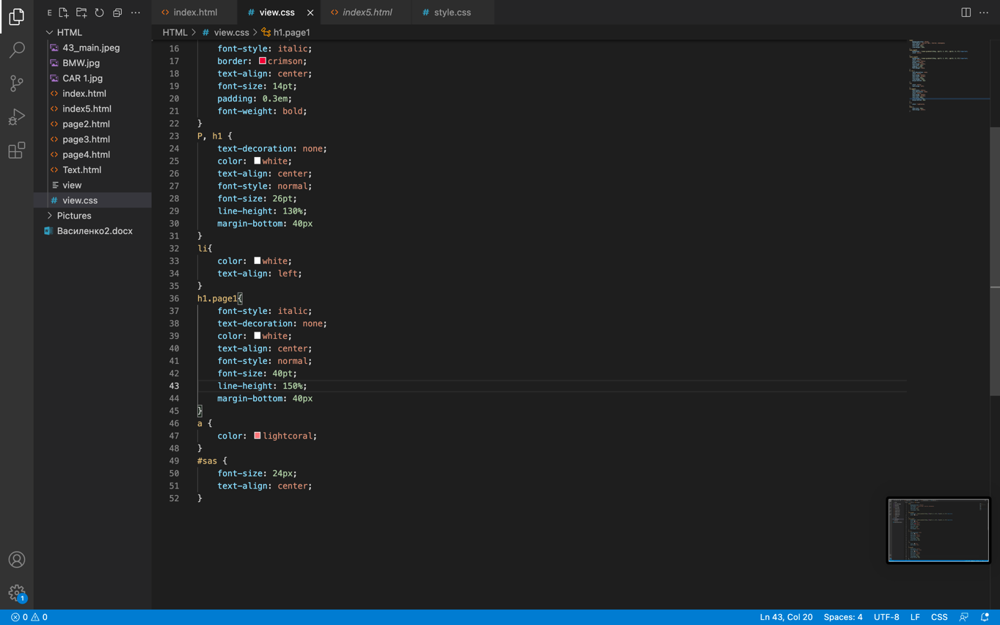 E
index.html
view.css
index5.html
style.css
HTML
43_main.jpeg
BMW.jpg
CAR 1.jpg
index.html
index5.html
page2.html
page3.html
page4.html
Text.html
view
view.css
Pictures
Василенко2.docx
HTML > # view.css > h1.page1
16 font-style: italic;
17 border: crimson;
18 text-align: center;
19 font-size: 14pt;
20 padding: 0.3em;
21 font-weight: bold;
22 }
23 P, h1 {
24 text-decoration: none;
25 color: white;
26 text-align: center;
27 font-style: normal;
28 font-size: 26pt;
29 line-height: 130%;
30 margin-bottom: 40px
31 }
32 li{
33 color: white;
34 text-align: left;
35 }
36 h1.page1{
37 font-style: italic;
38 text-decoration: none;
39 color: white;
40 text-align: center;
41 font-style: normal;
42 font-size: 40pt;
43 line-height: 150%;
44 margin-bottom: 40px
45 }
46 a {
47 color: lightcoral;
48 }
49 #sas {
50 font-size: 24px;
51 text-align: center;
52 }
1
0 0
Ln 43, Col 20 Spaces: 4 UTF-8 LF CSS